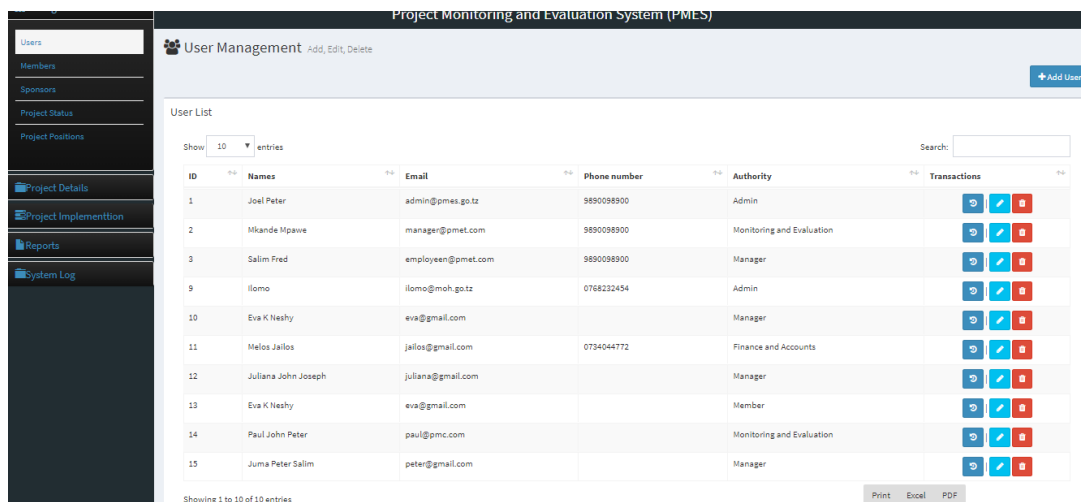 Project Monitoring and Evaluation System (PMES)
Users
Members
Sponsors
Project Status
Project Positions
Project Details
Project Implementtion
Reports
System Log
User Management Add, Edit, Delete
Add User
User List
Show 10 entries
Search:
ID Names Email Phone number Authority Transactions
1 Joel Peter admin@pmes.go.tz 9890098900 Admin
2 Mkande Mpawe manager@pmet.com 9890098900 Monitoring and Evaluation
3 Salim Fred employeen@pmet.com 9890098900 Manager
9 Ilomo ilomo@moh.go.tz 0768232454 Admin
10 Eva K Neshy eva@gmail.com Manager
11 Melos Jailos jailos@gmail.com 0734044772 Finance and Accounts
12 Juliana John Joseph juliana@gmail.com Manager
13 Eva K Neshy eva@gmail.com Member
14 Paul John Peter paul@pmc.com Monitoring and Evaluation
15 Juma Peter Salim peter@gmail.com Manager
Showing 1 to 10 of 10 entries
Print Excel PDF